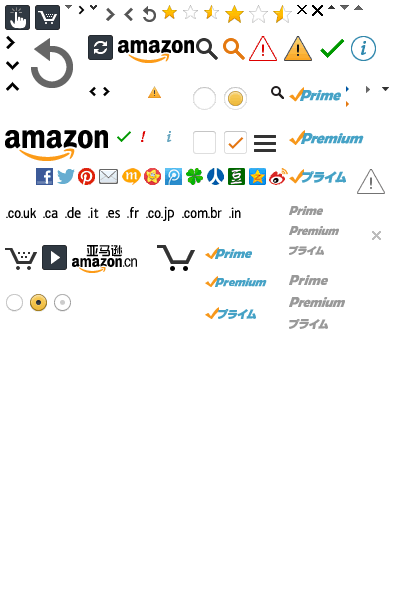 amazon
Prime
amazon
Premium
プライム
.co.uk .ca .de .it .es .fr .co.jp .com.br .in
Prime
Premium
プライム
亚马逊
amazon.cn
Prime
Premium
プライム
Prime
Premium
プライム